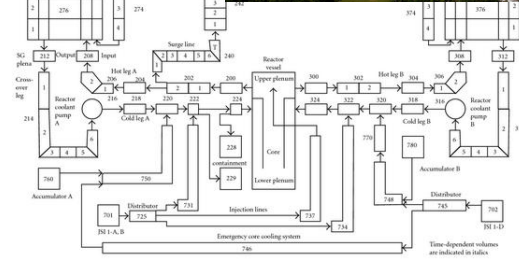 276
274
242
374
376
Surge line
SG plena
212
Output
208
Input
240
Reactor vessel
308
312
Cross-over leg
Hot leg A
206
204
202
200
Upper plenum
300
302
304
306
Hot leg B
Reactor coolant pump A
216
218
220
222
224
324
322
320
318
316
Reactor coolant pump B
214
Cold leg A
Cold leg B
228
containment
229
Core
Lower plenum
770
780
Accumulator B
760
750
Accumulator A
Distributor
731
748
Distributor
745
701
725
Injection lines
737
734
702
JSI 1-A, B
JSI 1-D
Emergency core cooling system
746
Time-dependent volumes
are indicated in italics